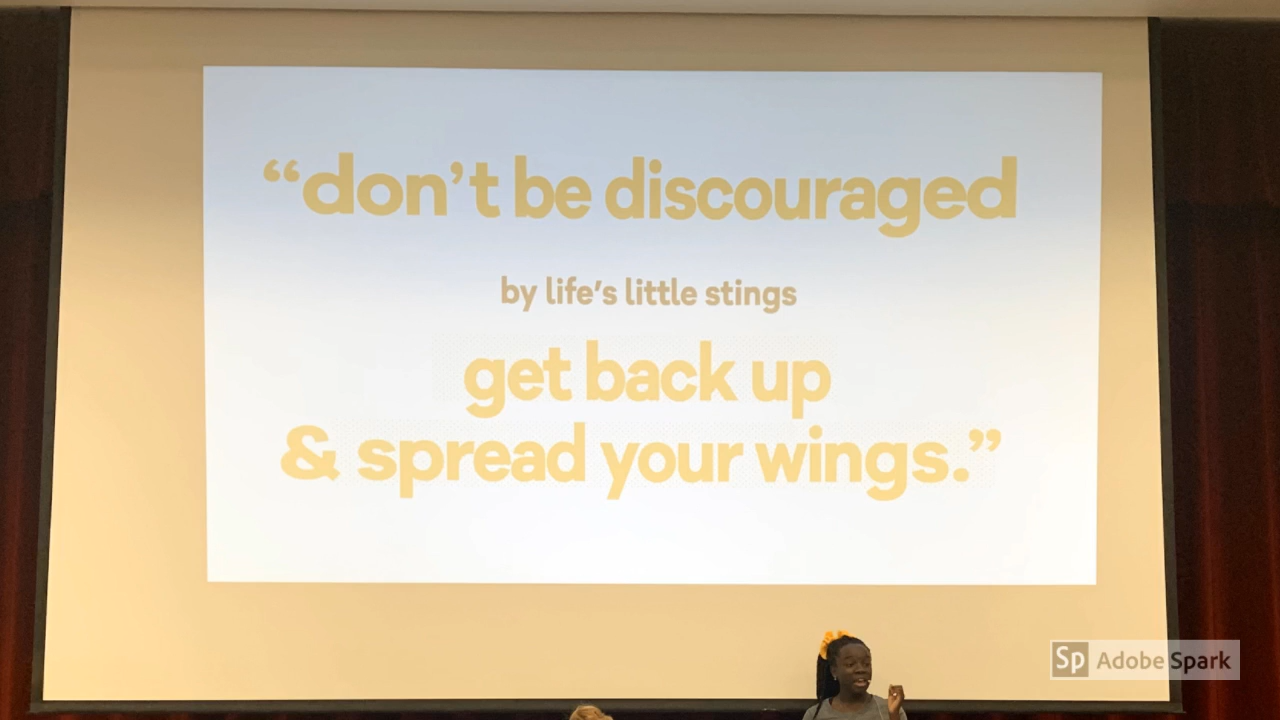 “don’t be discouraged
by life’s little stings
get back up
& spread your wings.”
Sp Adobe Spark